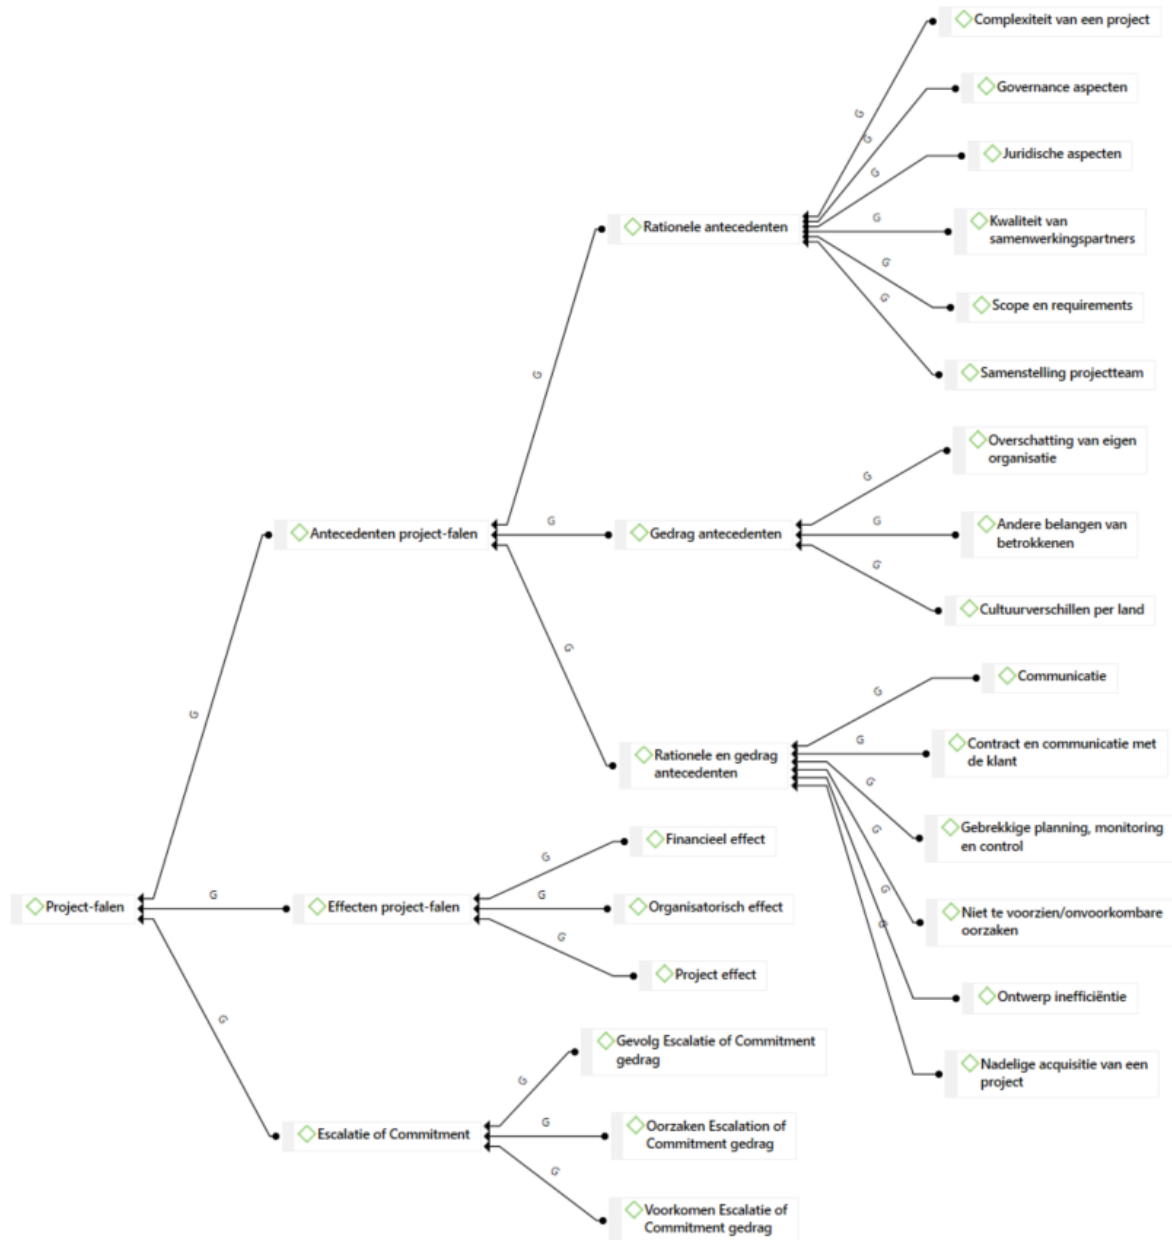 Complexiteit van een project
Governance aspecten
G
G
Juridische aspecten
G
Kwaliteit van
samenwerkingspartners
G
Rationele antecedenten
G
Scope en requirements
G
Samenstelling projectteam
G
Overschatting van eigen
organisatie
G
Andere belangen van
betrokkenen
G
G
Antecedenten project-falen
Gedrag antecedenten
G
Cultuurverschillen per land
G
Communicatie
G
G
Contract en communicatie met
de klant
G
Rationele en gedrag
antecedenten
G
Gebrekkige planning, monitoring
en control
G
Financieel effect
G
G
Niet te voorzien/onvoorkombare
oorzaken
G
Project-falen
G
Effecten project-falen
G
Organisatorisch effect
G
G
Project effect
Ontwerp inefficiëntie
G
Gevolg Escalatie of Commitment
gedrag
Nadelige acquisitie van een
project
G
Escalatie of Commitment
G
Oorzaken Escalation of
Commitment gedrag
G
Voorkomen Escalatie of
Commitment gedrag